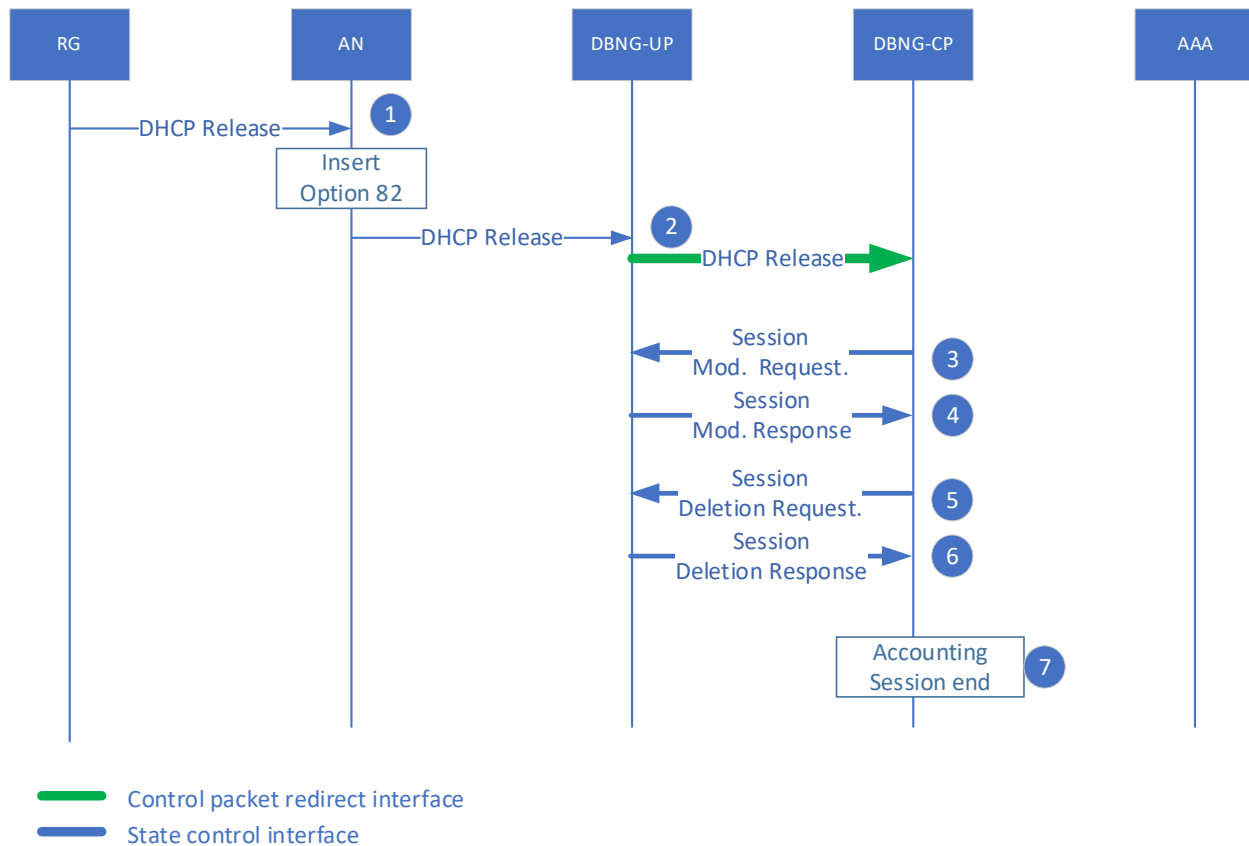 RG
AN
DBNG-UP
DBNG-CP
AAA
DHCP Release
1
Insert
Option 82
DHCP Release
2
DHCP Release
Session
Mod.  Request.
3
Session
Mod. Response
4
Session
Deletion Request.
5
Session
Deletion Response
6
Accounting
Session end
7
Control packet redirect interface
State control interface